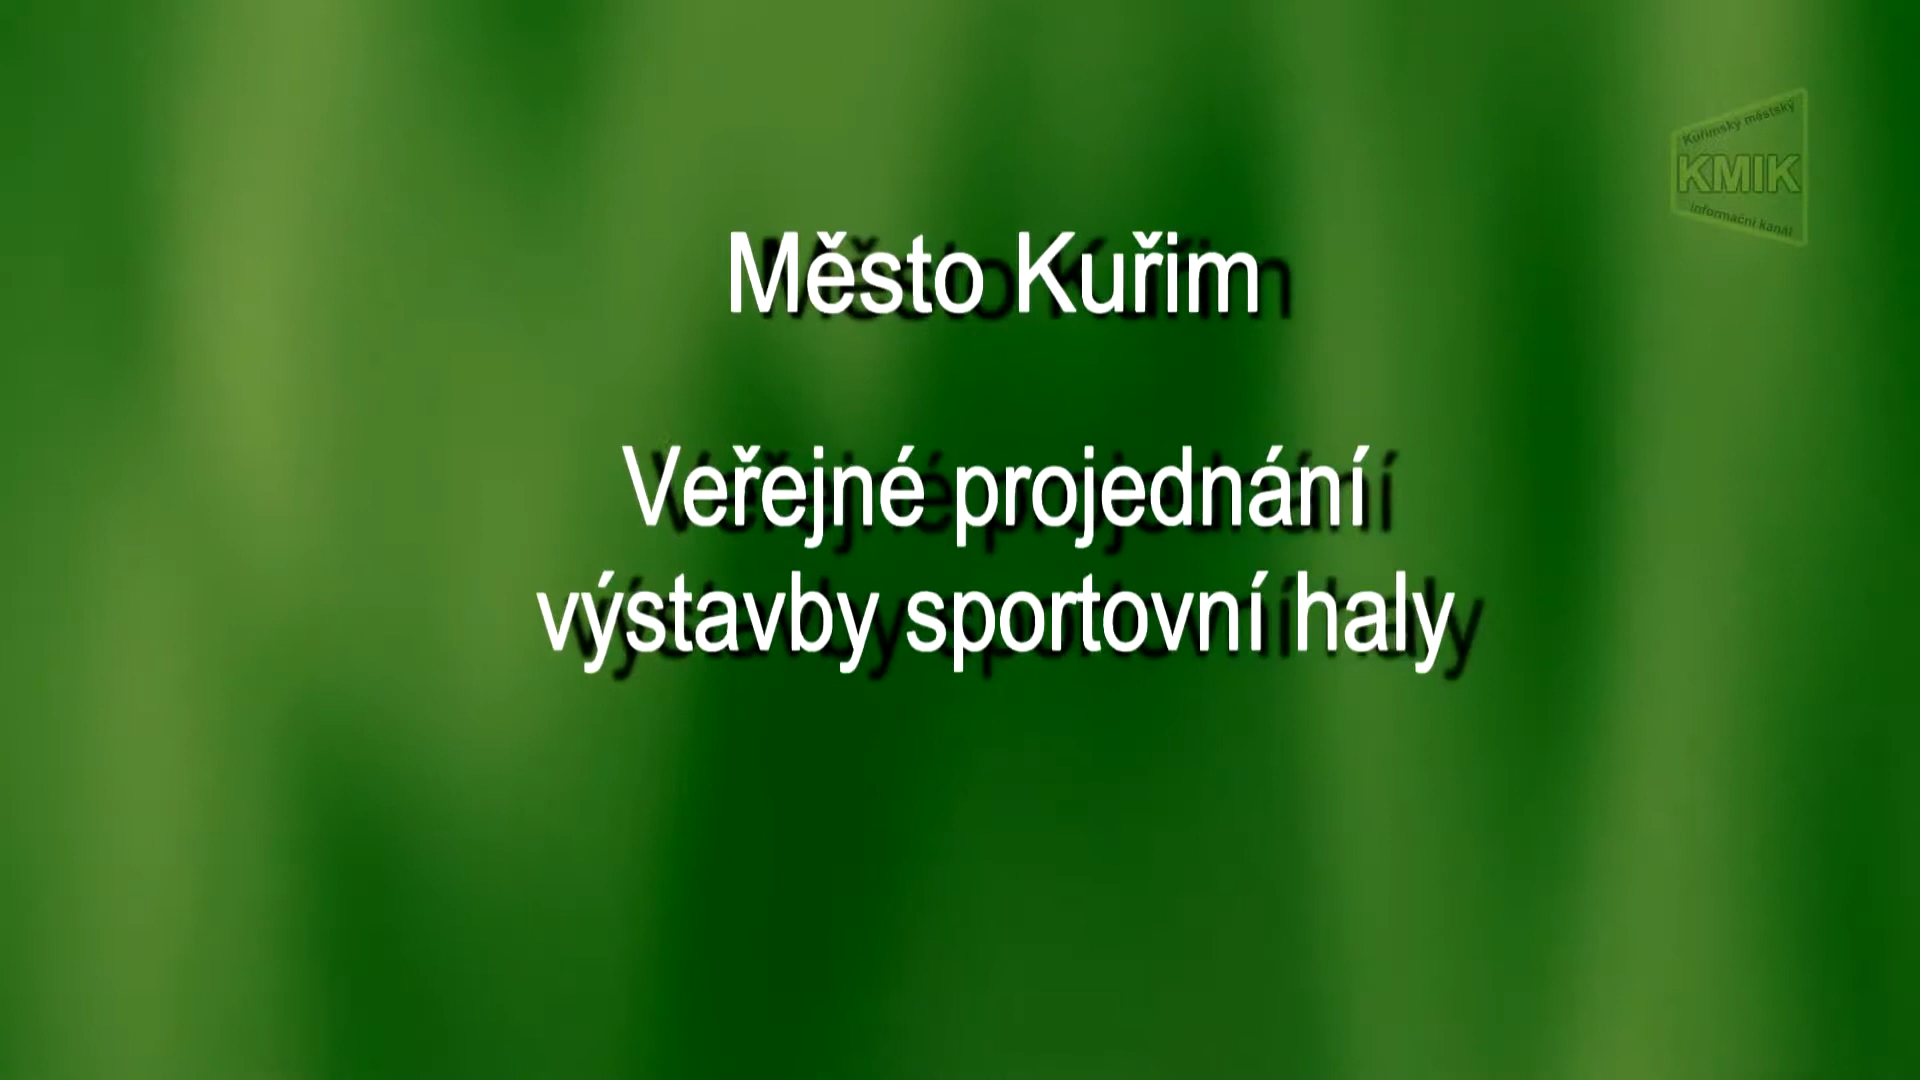 Kuřimský městský
KMIK
informační kanál
Město Kuřim
Veřejné projednání
výstavby sportovní haly